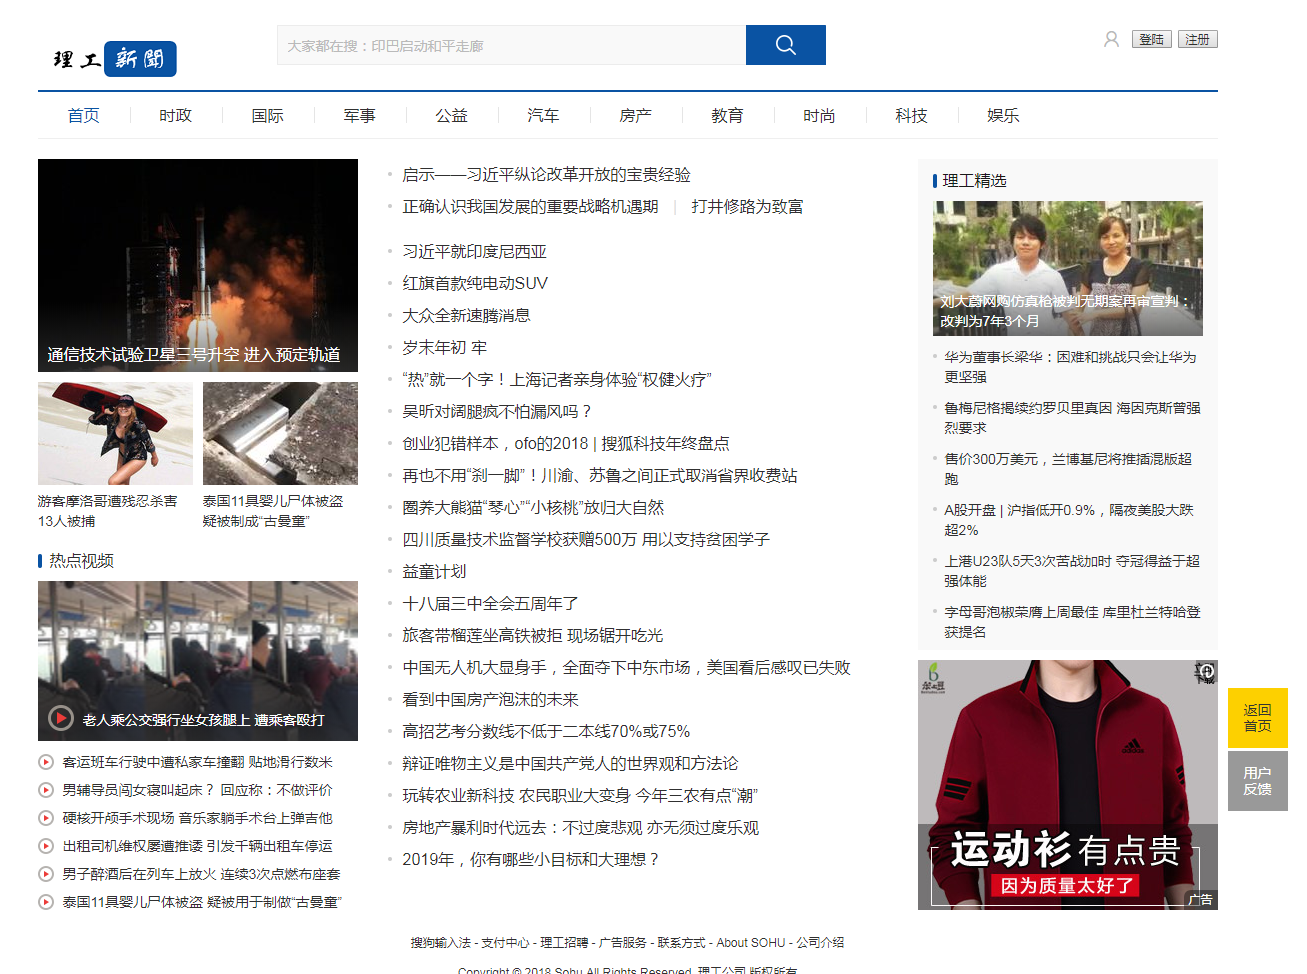 理工新聞
大家都在搜：印巴启动和平走廊
登陆 注册
首页 时政 国际 军事 公益 汽车 房产 教育 时尚 科技 娱乐
通信技术试验卫星三号升空 进入预定轨道
游客摩洛哥遭残忍杀害
13人被捕
泰国11具婴儿尸体被盗
疑被制成“古曼童”
热点视频
老人乘公交强行坐女孩腿上 遭乘客殴打
客运班车行驶中遭私家车撞翻 贴地滑行数米
男辅导员闯女寝叫起床？ 回应称：不做评价
硬核开颅手术现场 音乐家躺手术台上弹吉他
出租司机维权屡遭推诿 引发千辆出租车停运
男子醉酒后在列车上放火 连续3次点燃布座套
泰国11具婴儿尸体被盗 疑被用于制做“古曼童”
启示——习近平纵论改革开放的宝贵经验
正确认识我国发展的重要战略机遇期 | 打井修路为致富
习近平就印度尼西亚
红旗首款纯电动SUV
大众全新速腾消息
岁末年初 牢
“热”就一个字！上海记者亲身体验“权健火疗”
吴昕对阔腿疯不怕漏风吗？
创业犯错样本，ofo的2018 | 搜狐科技年终盘点
再也不用“刹一脚”！川渝、苏鲁之间正式取消省界收费站
圈养大熊猫“琴心”“小核桃”放归大自然
四川质量技术监督学校获赠500万 用以支持贫困学子
益童计划
十八届三中全会五周年了
旅客带榴莲坐高铁被拒 现场锯开吃光
中国无人机大显身手，全面夺下中东市场，美国看后感叹已失败
看到中国房产泡沫的未来
高招艺考分数线不低于二本线70%或75%
辩证唯物主义是中国共产党人的世界观和方法论
玩转农业新科技 农民职业大变身 今年三农有点“潮”
房地产暴利时代远去：不过度悲观 亦无须过度乐观
2019年，你有哪些小目标和大理想？
理工精选
刘大蔚网购仿真枪被判无期案再审宣判：
改判为7年3个月
华为董事长梁华：困难和挑战只会让华为
更坚强
鲁梅尼格揭续约罗贝里真因 海因克斯曾强
烈要求
售价300万美元，兰博基尼将推插混版超
跑
A股开盘 | 沪指低开0.9%，隔夜美股大跌
超2%
上港U23队5天3次苦战加时 夺冠得益于超
强体能
字母哥泡椒荣膺上周最佳 库里杜兰特哈登
获提名
adidas
运动衫有点贵
因为质量太好了
广告
返回
首页
用户
反馈
搜狗输入法 - 支付中心 - 理工招聘 - 广告服务 - 联系方式 - About SOHU - 公司介绍
Copyright © 2018 Sohu All Rights Reserved. 理工公司 版权所有